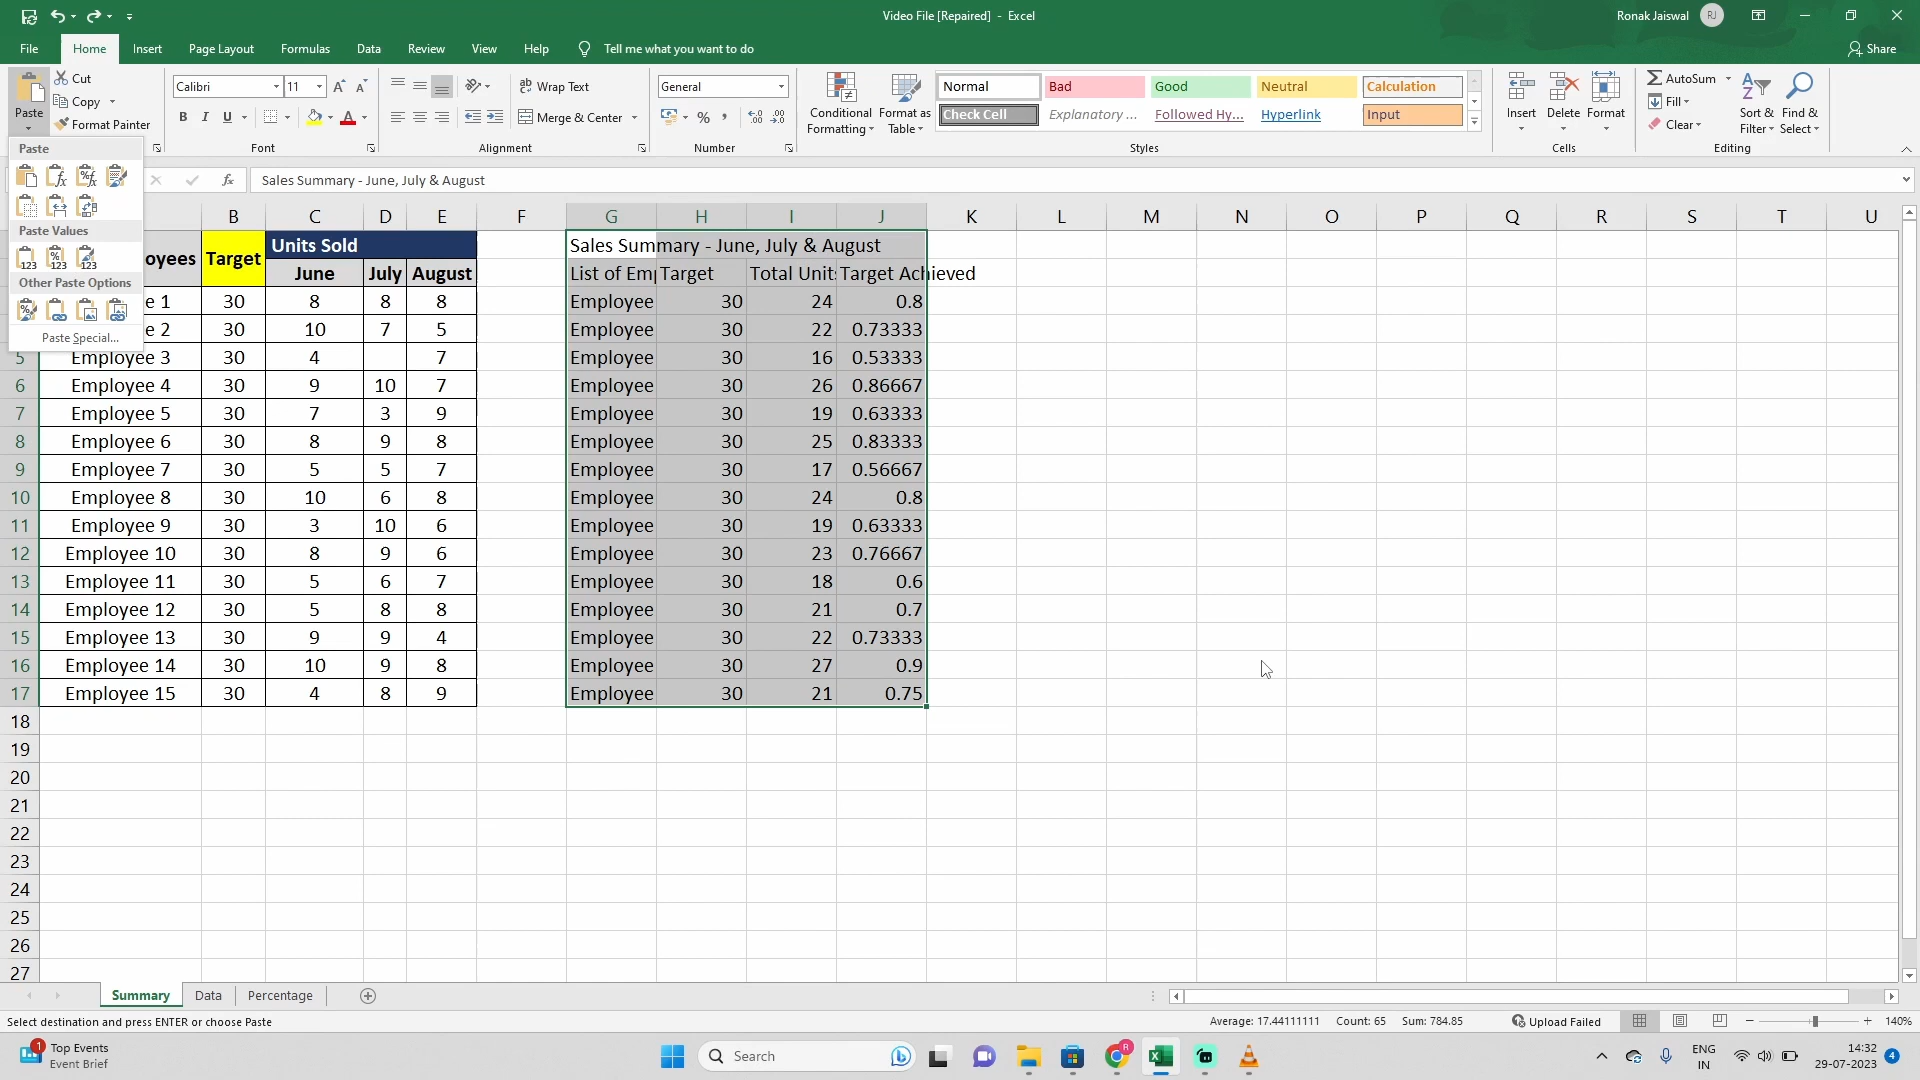 Video File [Repaired] - Excel
Ronak Jaiswal RJ
File Home Insert Page Layout Formulas Data Review View Help Tell me what you want to do Share
Paste Cut Copy Format Painter
Calibri 11 B I U
Wrap Text Merge & Center
General
Conditional Formatting Format as Table
Normal Bad Good Neutral Calculation
Check Cell Explanatory ... Followed Hy... Hyperlink Input
Insert Delete Format
AutoSum Fill Clear Sort & Filter Find & Select
Font Alignment Number Styles Cells Editing
Paste
Paste Values
Other Paste Options
Paste Special...
Sales Summary - June, July & August
B C D E F G H I J K L M N O P Q R S T U
oyees Target Units Sold Sales Summary - June, July & August
June July August List of Emp Target Total Units Target Achieved
e 1 30 8 8 8 Employee 30 24 0.8
e 2 30 10 7 5 Employee 30 22 0.73333
5 Employee 3 30 4 7 Employee 30 16 0.53333
6 Employee 4 30 9 10 7 Employee 30 26 0.86667
7 Employee 5 30 7 3 9 Employee 30 19 0.63333
8 Employee 6 30 8 9 8 Employee 30 25 0.83333
9 Employee 7 30 5 5 7 Employee 30 17 0.56667
10 Employee 8 30 10 6 8 Employee 30 24 0.8
11 Employee 9 30 3 10 6 Employee 30 19 0.63333
12 Employee 10 30 8 9 6 Employee 30 23 0.76667
13 Employee 11 30 5 6 7 Employee 30 18 0.6
14 Employee 12 30 5 8 8 Employee 30 21 0.7
15 Employee 13 30 9 9 4 Employee 30 22 0.73333
16 Employee 14 30 10 9 8 Employee 30 27 0.9
17 Employee 15 30 4 8 9 Employee 30 21 0.75
18
19
20
21
22
23
24
25
26
27
Summary Data Percentage
Select destination and press ENTER or choose Paste
Average: 17.44111111 Count: 65 Sum: 784.85 Upload Failed 140%
1 Top Events
Event Brief
Search
ENG
IN
14:32
29-07-2023
4